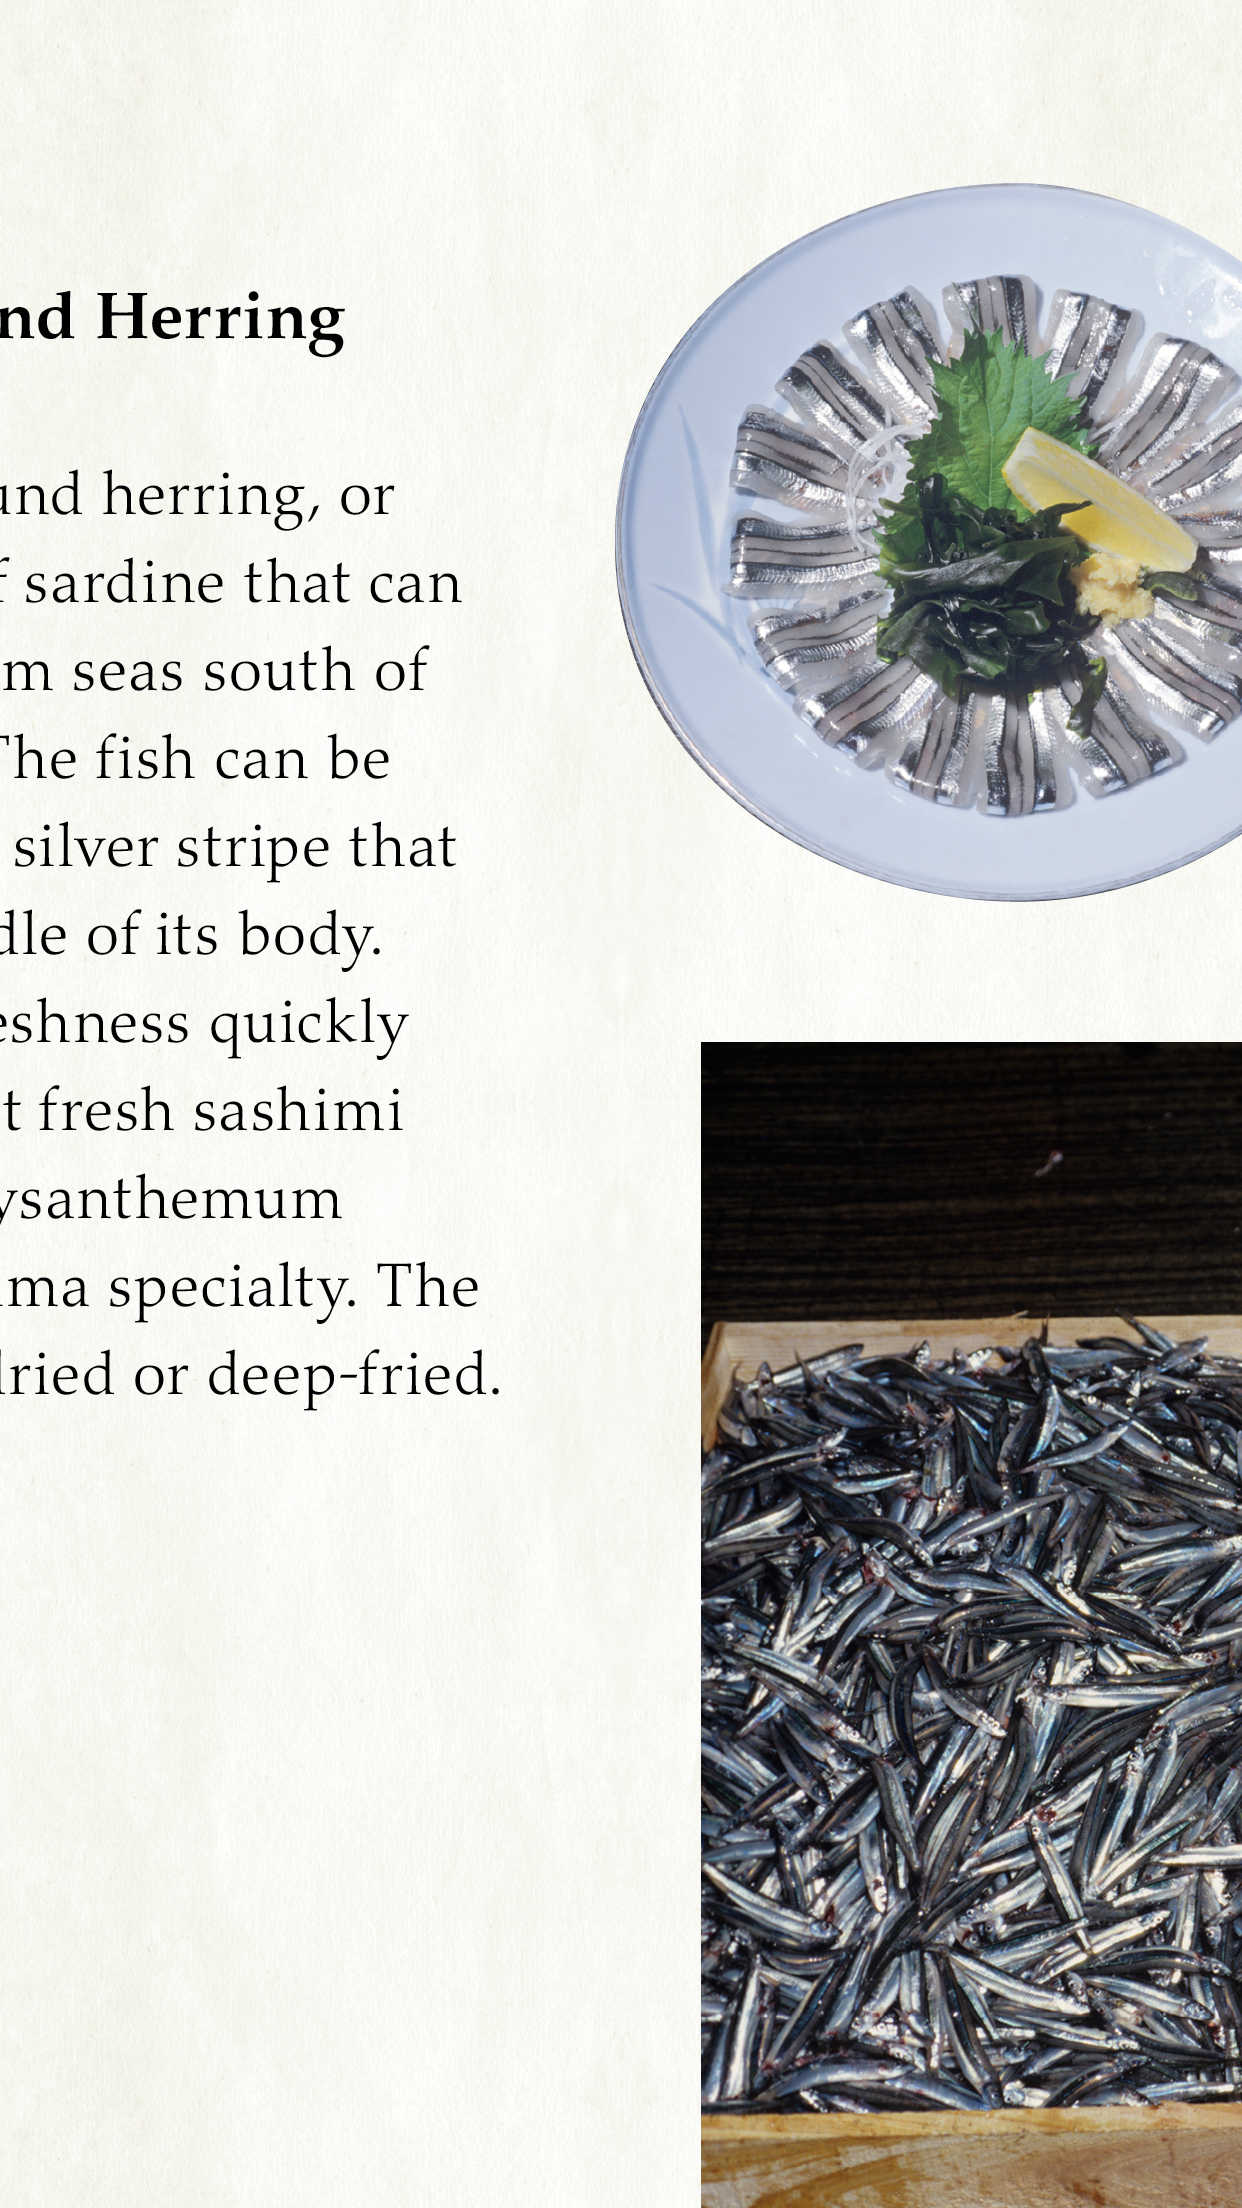 nd Herring
und herring, or
f sardine that can
m seas south of
The fish can be
silver stripe that
dle of its body.
eshness quickly
t fresh sashimi
ysanthemum
ima specialty. The
dried or deep-fried.